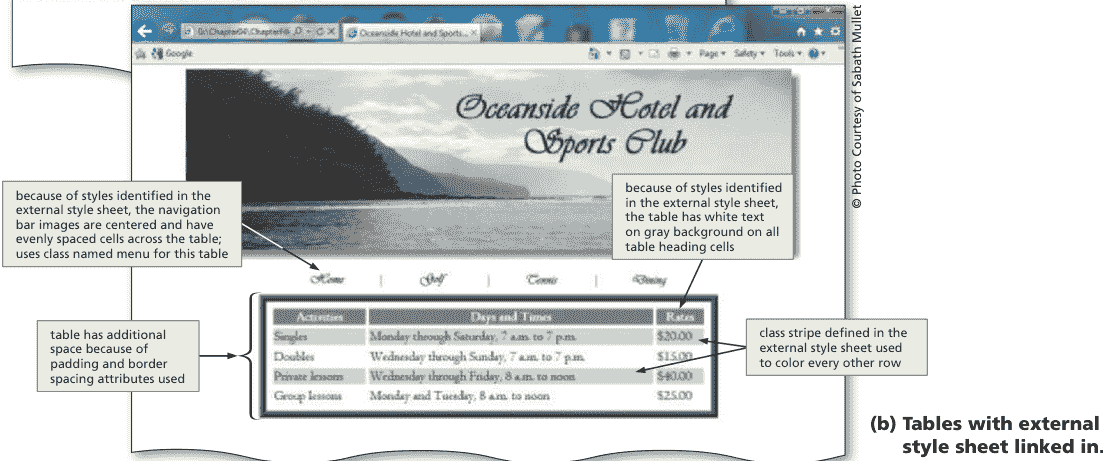 Oceanside Hotel and Sports...
Google
Page
Safety
Tools
Oceanside Hotel and
Sports Club
© Photo Courtesy of Sabath Mullet
because of styles identified in the
external style sheet, the navigation
bar images are centered and have
evenly spaced cells across the table;
uses class named menu for this table
because of styles identified
in the external style sheet,
the table has white text
on gray background on all
table heading cells
Home | Golf | Tennis | Dining
Activities Days and Times Rates
Singles Monday through Saturday, 7 a.m. to 7 p.m. $20.00
Doubles Wednesday through Sunday, 7 a.m. to 7 p.m. $15.00
Private lessons Wednesday through Friday, 8 a.m. to noon $40.00
Group lessons Monday and Tuesday, 8 a.m. to noon $25.00
table has additional
space because of
padding and border
spacing attributes used
class stripe defined in the
external style sheet used
to color every other row
(b) Tables with external
style sheet linked in.